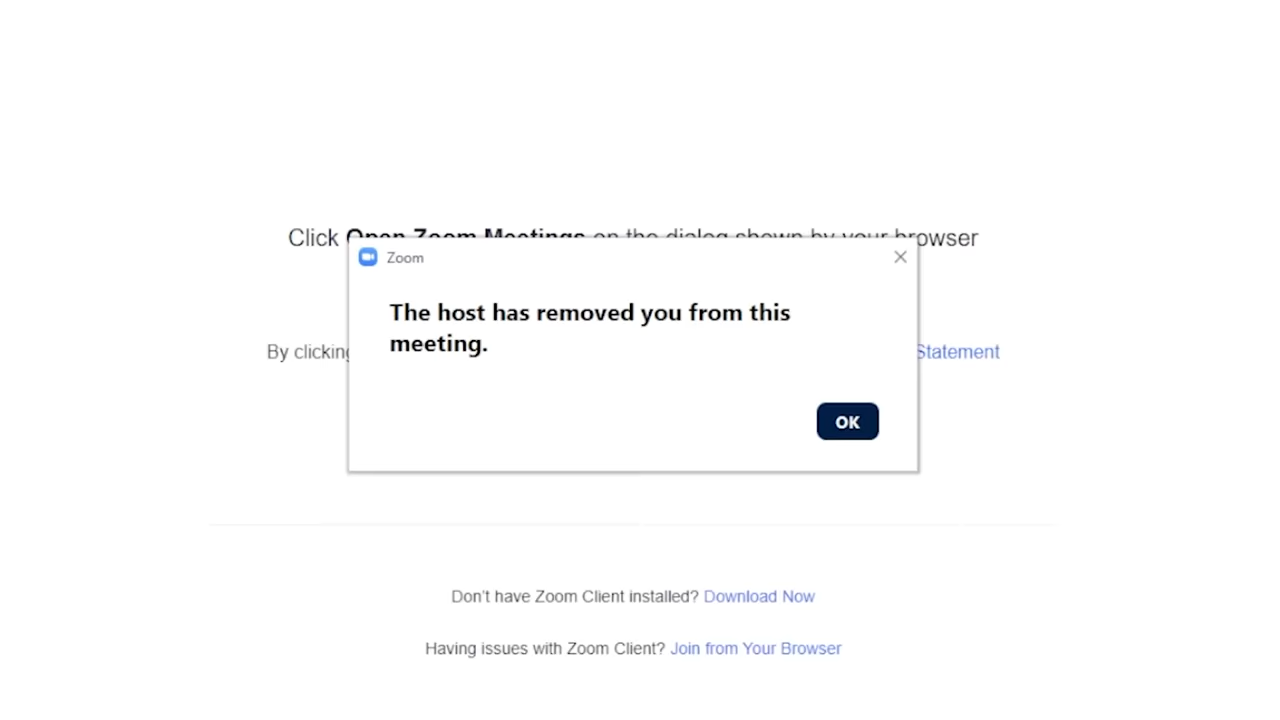 Click Open Zoom Meetings on the dialog shown by your browser
Zoom
The host has removed you from this
meeting.
By clicking
Statement
OK
Don't have Zoom Client installed? Download Now
Having issues with Zoom Client? Join from Your Browser